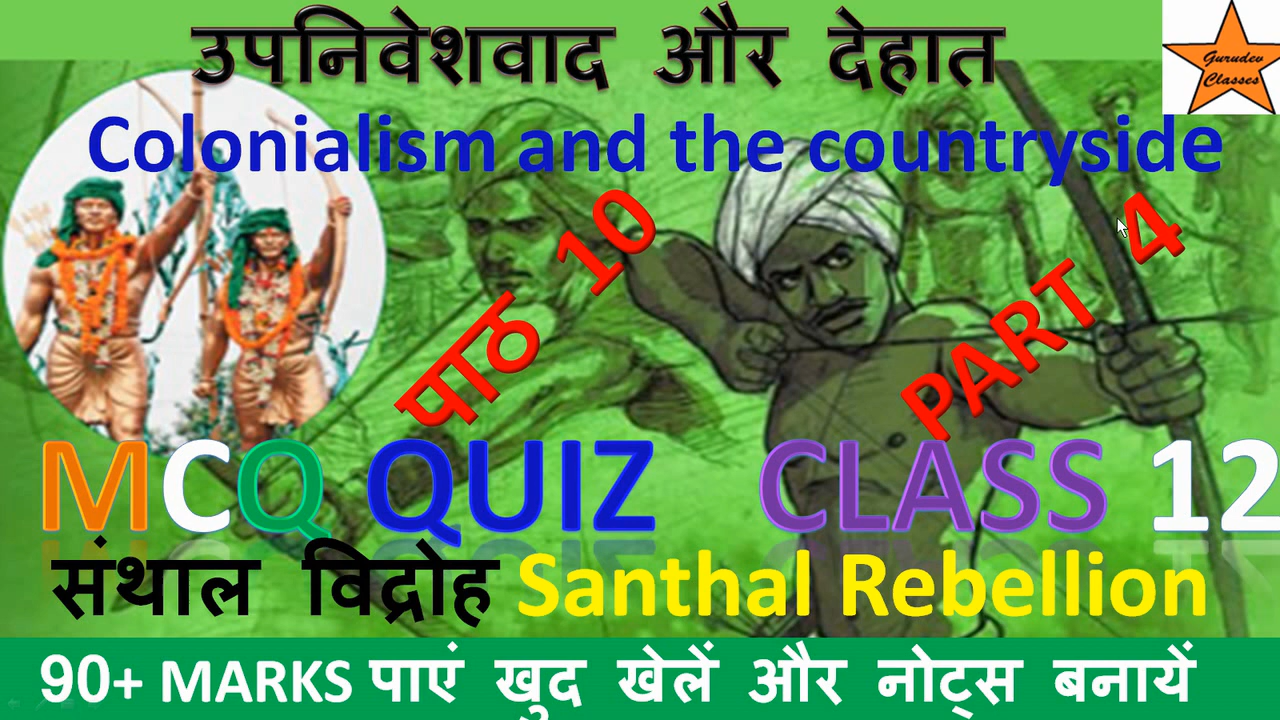 उपनिवेशवाद और देहात
Gurudev
Classes
Colonialism and the countryside
पाठ 10
PART 4
MCQ QUIZ CLASS 12
संथाल विद्रोह Santhal Rebellion
90+ MARKS पाएं खुद खेलें और नोट्स बनायें